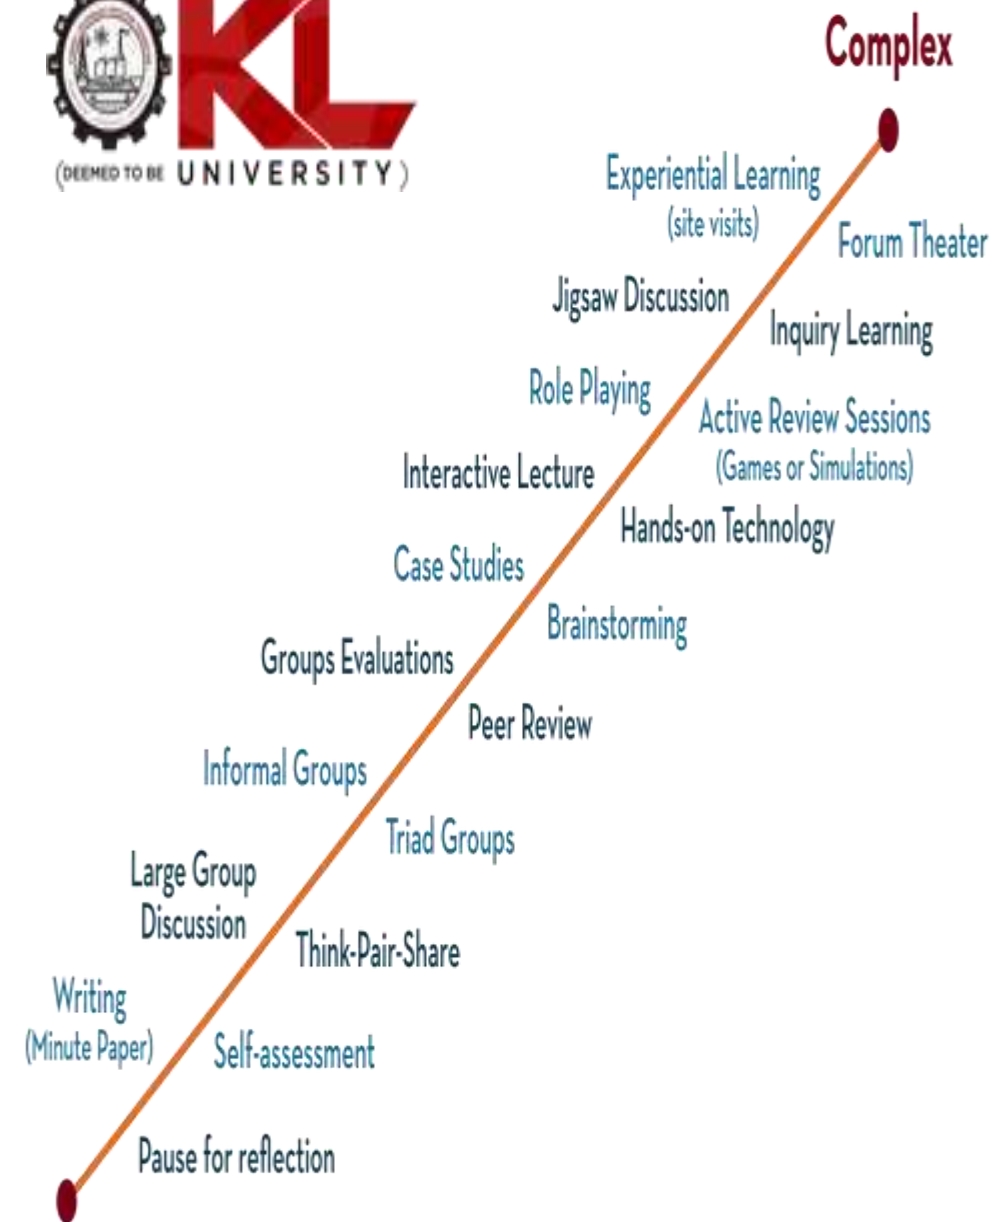 KL
(DEEMED TO BE UNIVERSITY)
Complex
Experiential Learning
(site visits)
Forum Theater
Jigsaw Discussion
Inquiry Learning
Role Playing
Active Review Sessions
(Games or Simulations)
Interactive Lecture
Hands-on Technology
Case Studies
Brainstorming
Groups Evaluations
Peer Review
Informal Groups
Triad Groups
Large Group
Discussion
Think-Pair-Share
Writing
(Minute Paper)
Self-assessment
Pause for reflection